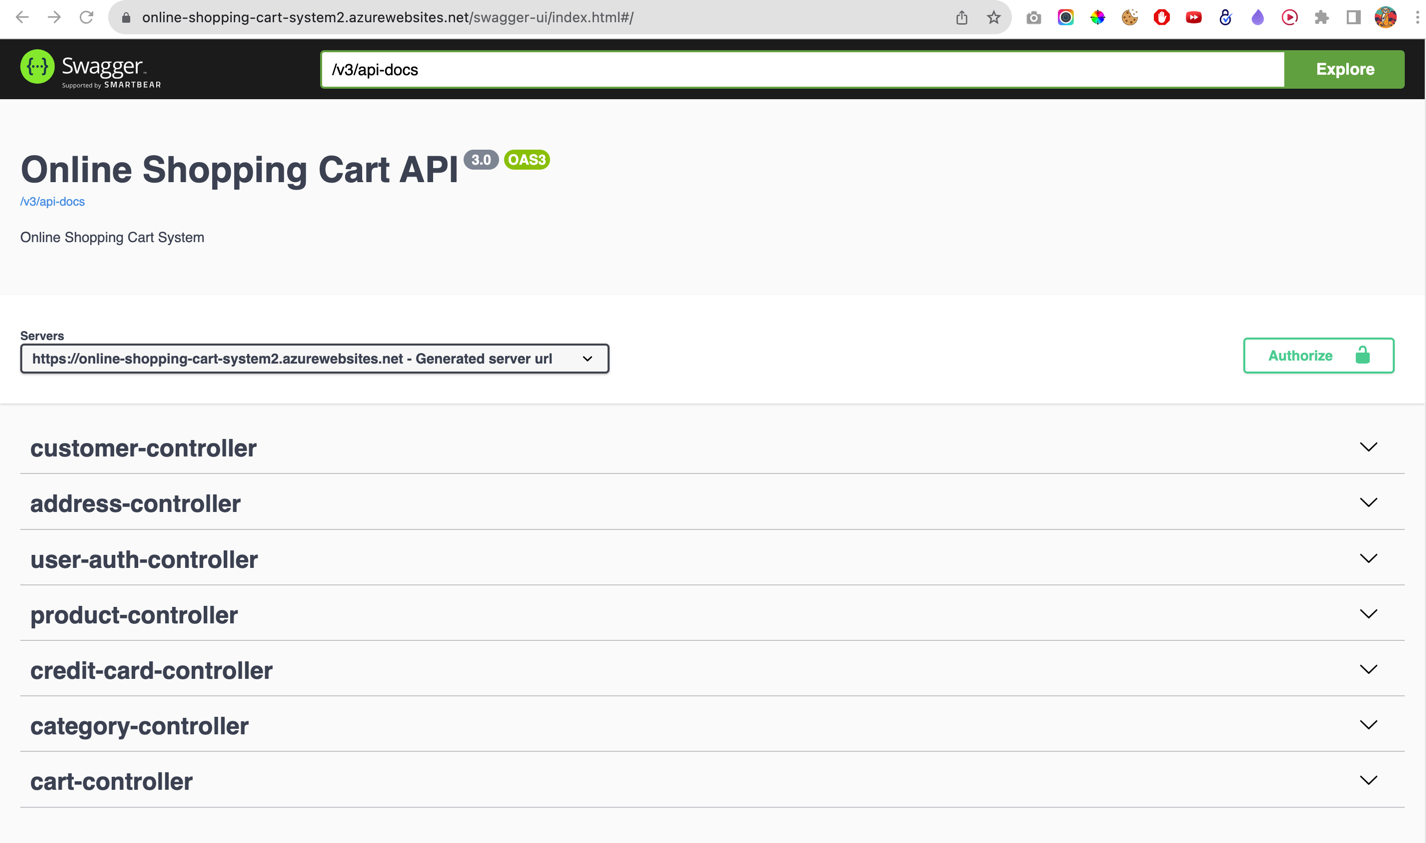 online-shopping-cart-system2.azurewebsites.net/swagger-ui/index.html#/
Swagger
Supported by SMARTBEAR
/v3/api-docs
Explore
Online Shopping Cart API 3.0 OAS3
/v3/api-docs
Online Shopping Cart System
Servers
https://online-shopping-cart-system2.azurewebsites.net - Generated server url
Authorize
customer-controller
address-controller
user-auth-controller
product-controller
credit-card-controller
category-controller
cart-controller